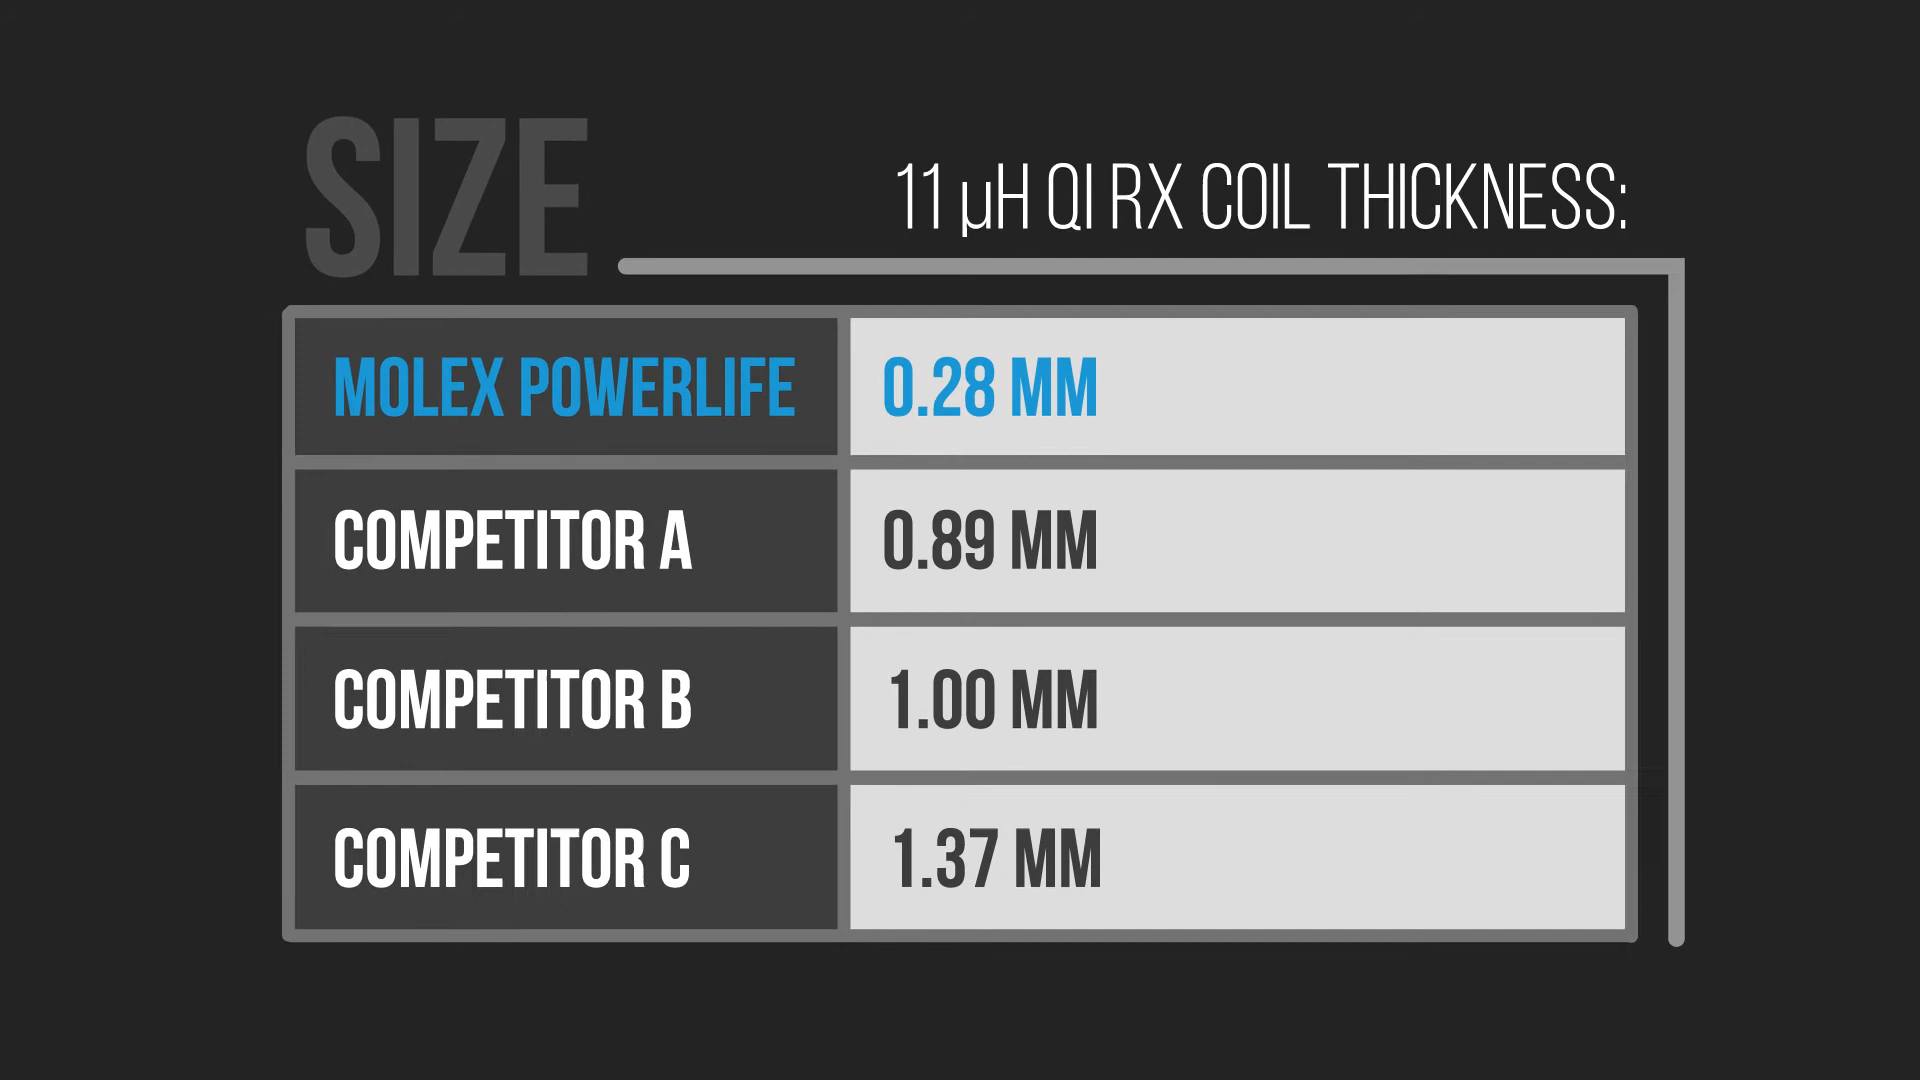 SIZE
11 µH QI RX COIL THICKNESS:
MOLEX POWERLIFE 0.28 MM
COMPETITOR A 0.89 MM
COMPETITOR B 1.00 MM
COMPETITOR C 1.37 MM